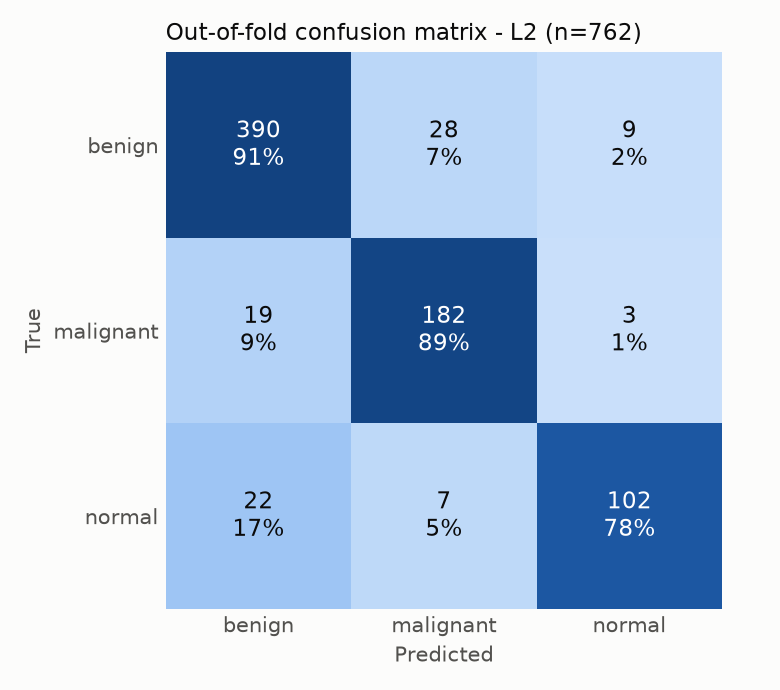 Out-of-fold confusion matrix - L2 (n=762)
benign
390
91%
28
7%
9
2%
malignant
19
9%
182
89%
3
1%
normal
22
17%
7
5%
102
78%
True
benign
malignant
normal
Predicted